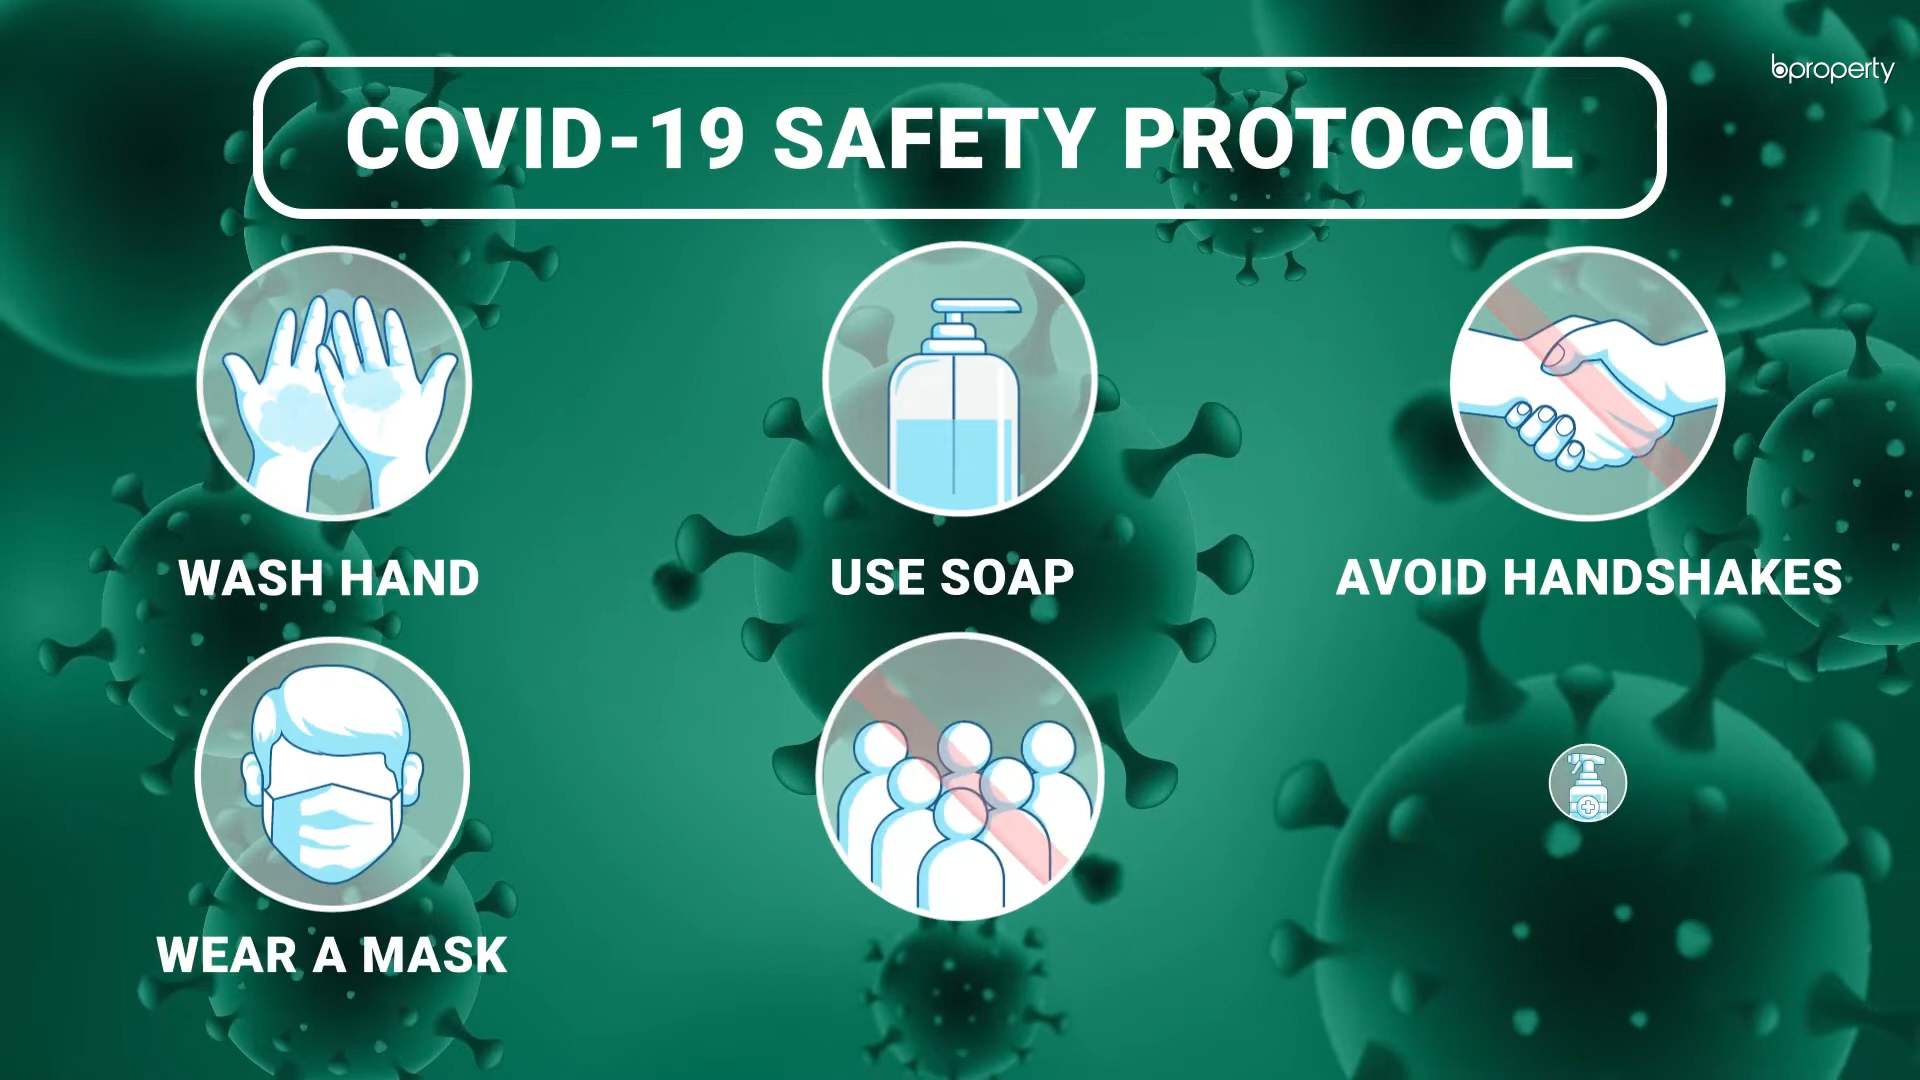 bproperty
COVID-19 SAFETY PROTOCOL
WASH HAND
USE SOAP
AVOID HANDSHAKES
WEAR A MASK